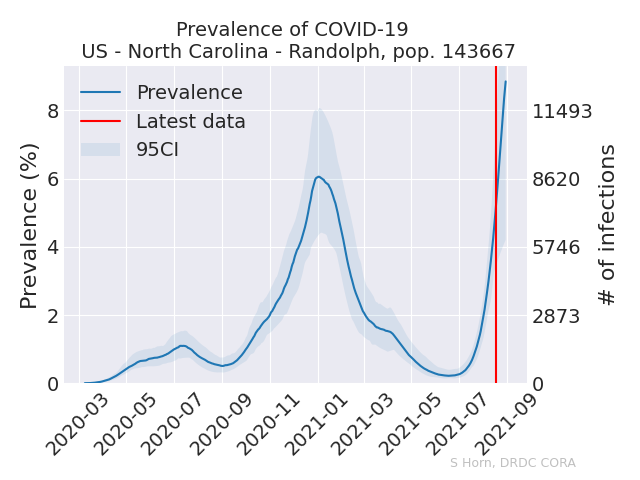 Prevalence of COVID-19
US - North Carolina - Randolph, pop. 143667
Prevalence
Latest data
95CI
Prevalence (%)
8
6
4
2
0
11493
8620
5746
2873
0
# of infections
2020-03
2020-05
2020-07
2020-09
2020-11
2021-01
2021-03
2021-05
2021-07
2021-09
S Horn, DRDC CORA